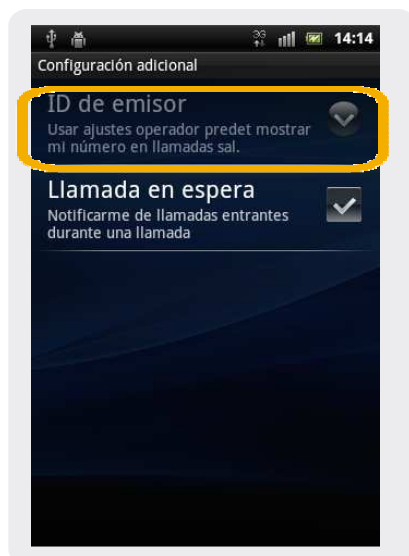 3G
14:14
Configuración adicional
ID de emisor
Usar ajustes operador predet mostrar
mi número en llamadas sal.
Llamada en espera
Notificarme de llamadas entrantes
durante una llamada